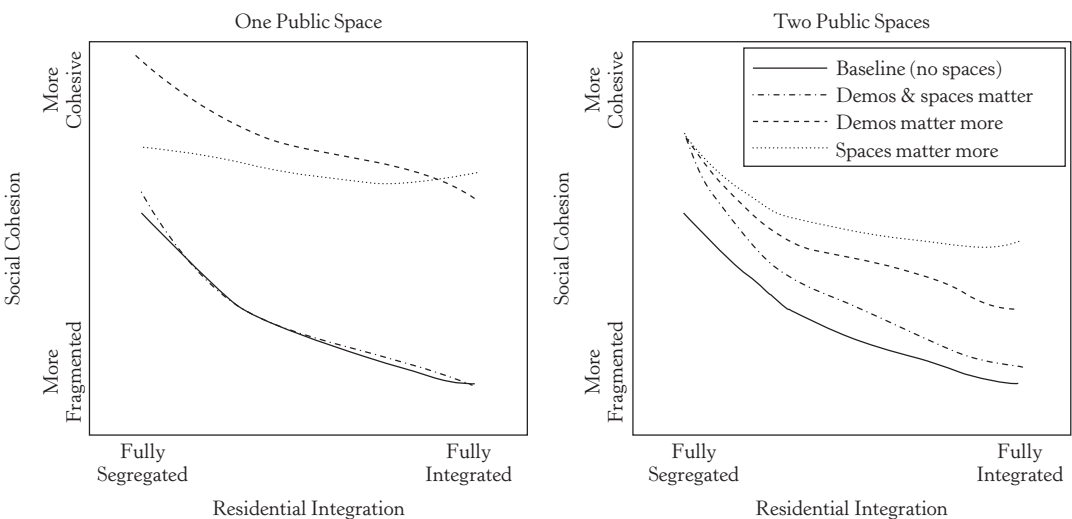 One Public Space
More
Cohesive
Social Cohesion
More
Fragmented
Fully
Segregated
Fully
Integrated
Residential Integration
Two Public Spaces
Baseline (no spaces)
Demos & spaces matter
Demos matter more
Spaces matter more
More
Cohesive
Social Cohesion
More
Fragmented
Fully
Segregated
Fully
Integrated
Residential Integration